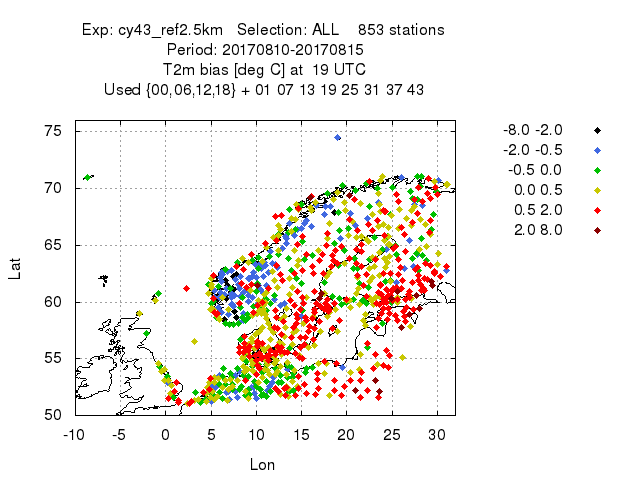 Exp: cy43_ref2.5km   Selection: ALL    853 stations
Period: 20170810-20170815
T2m bias [deg C] at  19 UTC
Used {00,06,12,18} + 01 07 13 19 25 31 37 43
-8.0 -2.0
-2.0 -0.5
-0.5 0.0
0.0 0.5
0.5 2.0
2.0 8.0
75
70
65
60
55
50
Lat
-10 -5 0 5 10 15 20 25 30
Lon